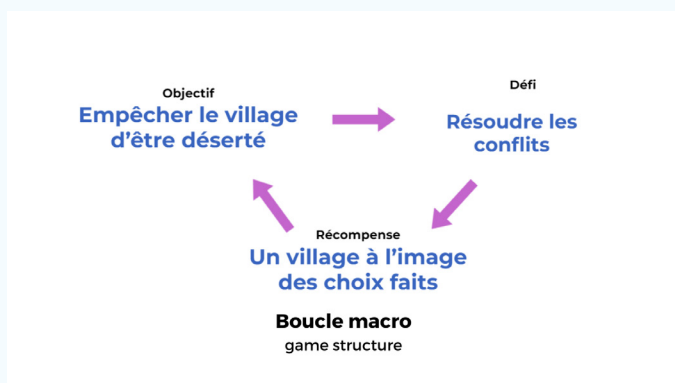 Objectif
Empêcher le village
d'être déserté
Défi
Résoudre les
conflits
Récompense
Un village à l'image
des choix faits
Boucle macro
game structure